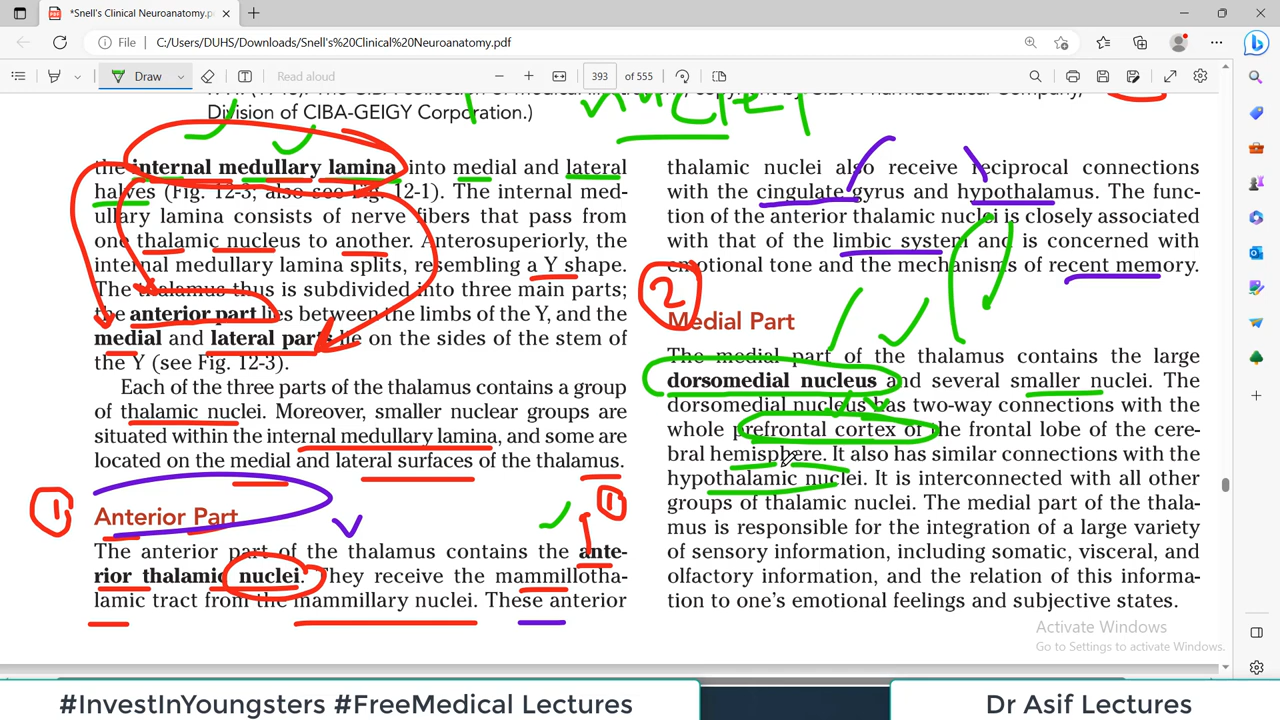 *Snell's Clinical Neuroanatomy.p
File
C:/Users/DUHS/Downloads/Snell's%20Clinical%20Neuroanatomy.pdf
Draw
Read aloud
393 of 555
Division of CIBA-GEIGY Corporation.)
nuclei
the internal medullary lamina into medial and lateral
halves (Fig. 12-3; also see Fig. 12-1). The internal med-
ullary lamina consists of nerve fibers that pass from
one thalamic nucleus to another. Anterosuperiorly, the
internal medullary lamina splits, resembling a Y shape.
The thalamus thus is subdivided into three main parts;
the anterior part lies between the limbs of the Y, and the
medial and lateral parts lie on the sides of the stem of
the Y (see Fig. 12-3).
Each of the three parts of the thalamus contains a group
of thalamic nuclei. Moreover, smaller nuclear groups are
situated within the internal medullary lamina, and some are
located on the medial and lateral surfaces of the thalamus.
1
1
Anterior Part
The anterior part of the thalamus contains the ante-
rior thalamic nuclei. They receive the mammillotha-
lamic tract from the mammillary nuclei. These anterior
thalamic nuclei also receive reciprocal connections
with the cingulate gyrus and hypothalamus. The func-
tion of the anterior thalamic nuclei is closely associated
with that of the limbic system and is concerned with
emotional tone and the mechanisms of recent memory.
2
Medial Part
The medial part of the thalamus contains the large
dorsomedial nucleus and several smaller nuclei. The
dorsomedial nucleus has two-way connections with the
whole prefrontal cortex of the frontal lobe of the cere-
bral hemisphere. It also has similar connections with the
hypothalamic nuclei. It is interconnected with all other
groups of thalamic nuclei. The medial part of the thala-
mus is responsible for the integration of a large variety
of sensory information, including somatic, visceral, and
olfactory information, and the relation of this informa-
tion to one's emotional feelings and subjective states.
Activate Windows
Go to Settings to activate Windows.
#InvestInYoungsters #FreeMedical Lectures
Dr Asif Lectures